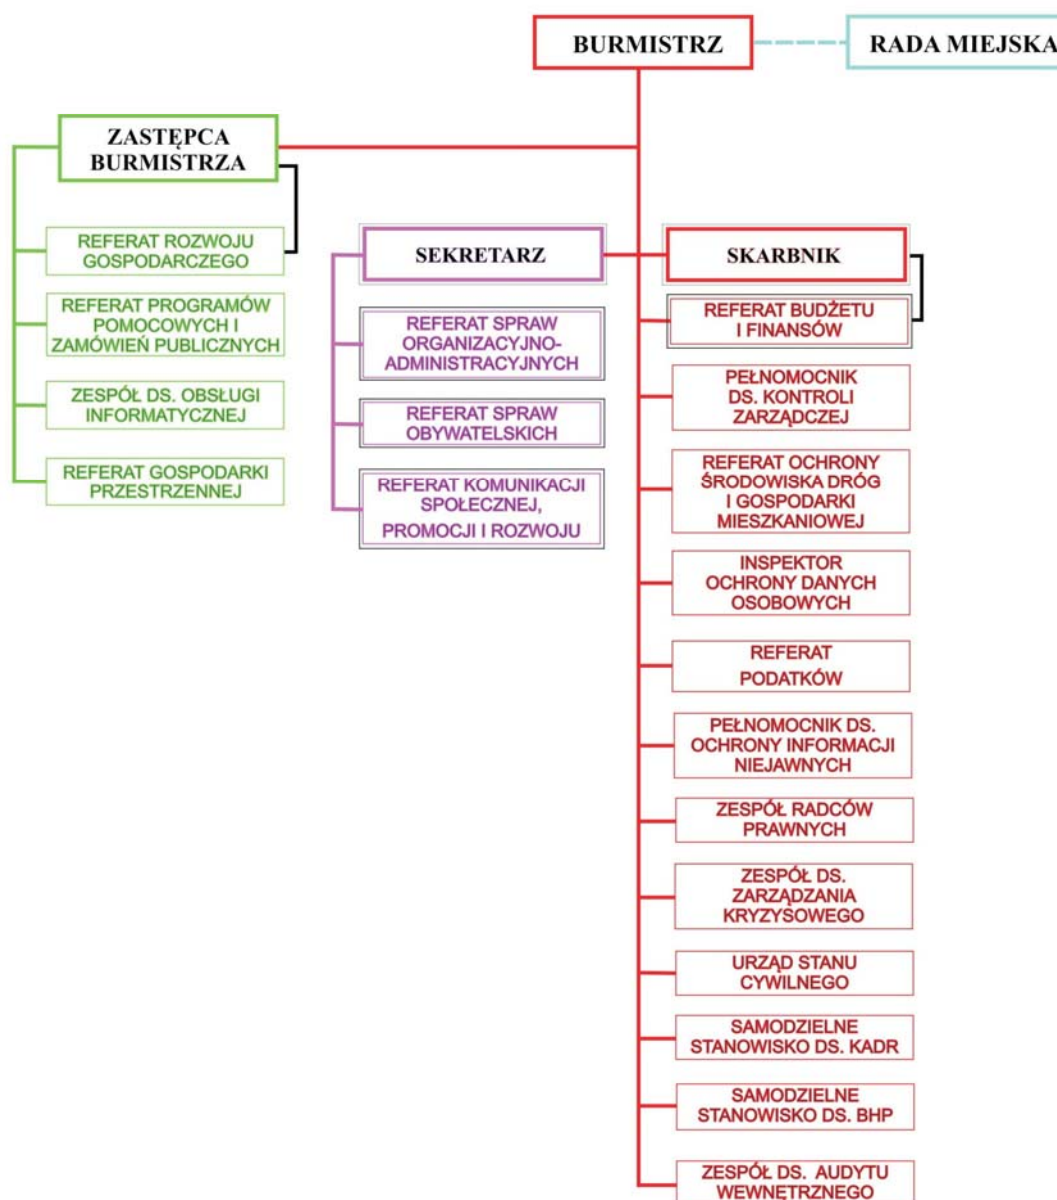 BURMISTRZ
RADA MIEJSKA
ZASTĘPCA
BURMISTRZA
REFERAT ROZWOJU
GOSPODARCZEGO
REFERAT PROGRAMÓW
POMOCOWYCH I
ZAMÓWIEŃ PUBLICZNYCH
ZESPÓŁ DS. OBSŁUGI
INFORMATYCZNEJ
REFERAT GOSPODARKI
PRZESTRZENNEJ
SEKRETARZ
REFERAT SPRAW
ORGANIZACYJNO-
ADMINISTRACYJNYCH
REFERAT SPRAW
OBYWATELSKICH
REFERAT KOMUNIKACJI
SPOŁECZNEJ,
PROMOCJI I ROZWOJU
SKARBNIK
REFERAT BUDŻETU
I FINANSÓW
PEŁNOMOCNIK
DS. KONTROLI
ZARZĄDCZEJ
REFERAT OCHRONY
ŚRODOWISKA DRÓG
I GOSPODARKI
MIESZKANIOWEJ
INSPEKTOR
OCHRONY DANYCH
OSOBOWYCH
REFERAT
PODATKÓW
PEŁNOMOCNIK DS.
OCHRONY INFORMACJI
NIEJAWNYCH
ZESPÓŁ RADCÓW
PRAWNYCH
ZESPÓŁ DS.
ZARZĄDZANIA
KRYZYSOWEGO
URZĄD STANU
CYWILNEGO
SAMODZIELNE
STANOWISKO DS. KADR
SAMODZIELNE
STANOWISKO DS. BHP
ZESPÓŁ DS. AUDYTU
WEWNĘTRZNEGO